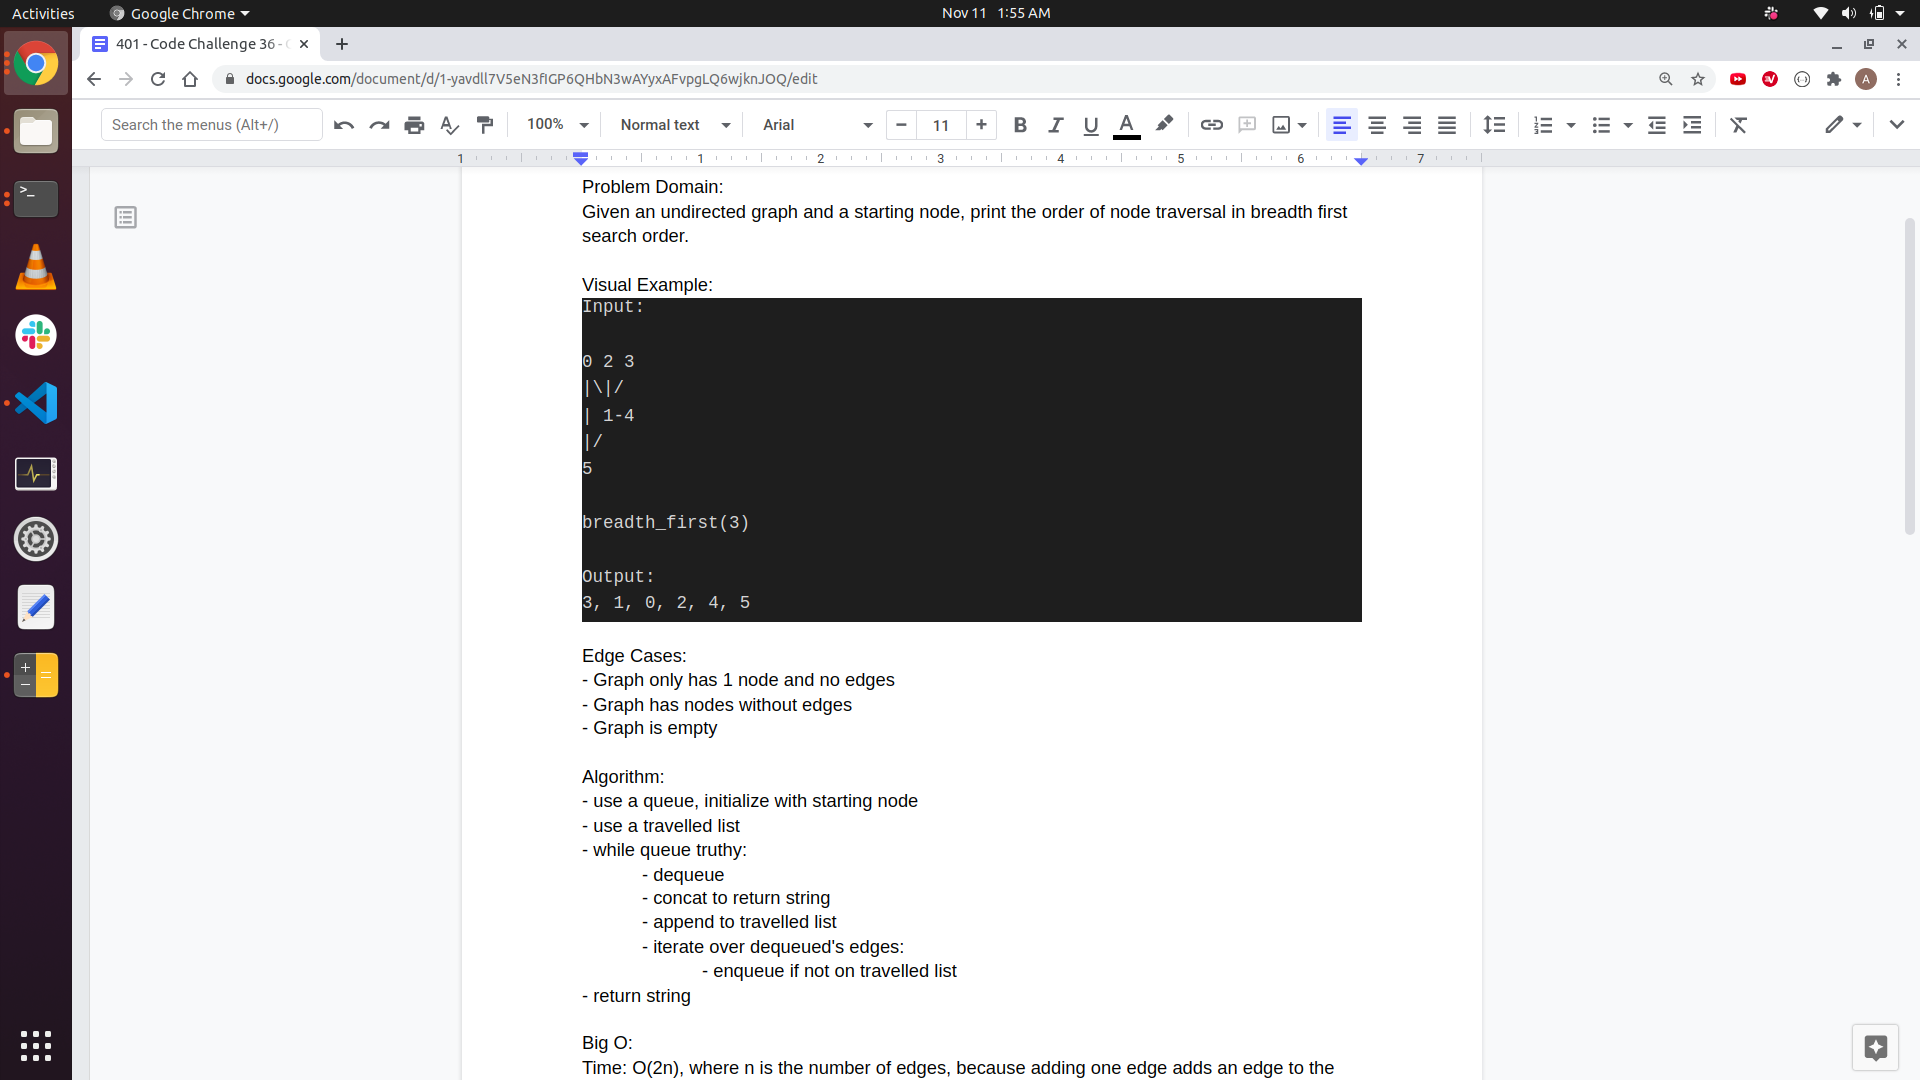 Activities
Google Chrome
Nov 11 1:55 AM
401 - Code Challenge 36 -
docs.google.com/document/d/1-yavdll7V5eN3fIGP6QHbN3wAYyxAFvpgLQ6wjknJOQ/edit
A
Search the menus (Alt+/)
100%
Normal text
Arial
11
B
I
U
A
1 1 2 3 4 5 6 7
Problem Domain:
Given an undirected graph and a starting node, print the order of node traversal in breadth first
search order.
Visual Example:
Input:
0 2 3
|\|/
| 1-4
|/
5
breadth_first(3)
Output:
3, 1, 0, 2, 4, 5
Edge Cases:
- Graph only has 1 node and no edges
- Graph has nodes without edges
- Graph is empty
Algorithm:
- use a queue, initialize with starting node
- use a travelled list
- while queue truthy:
- dequeue
- concat to return string
- append to travelled list
- iterate over dequeued's edges:
- enqueue if not on travelled list
- return string
Big O:
Time: O(2n), where n is the number of edges, because adding one edge adds an edge to the